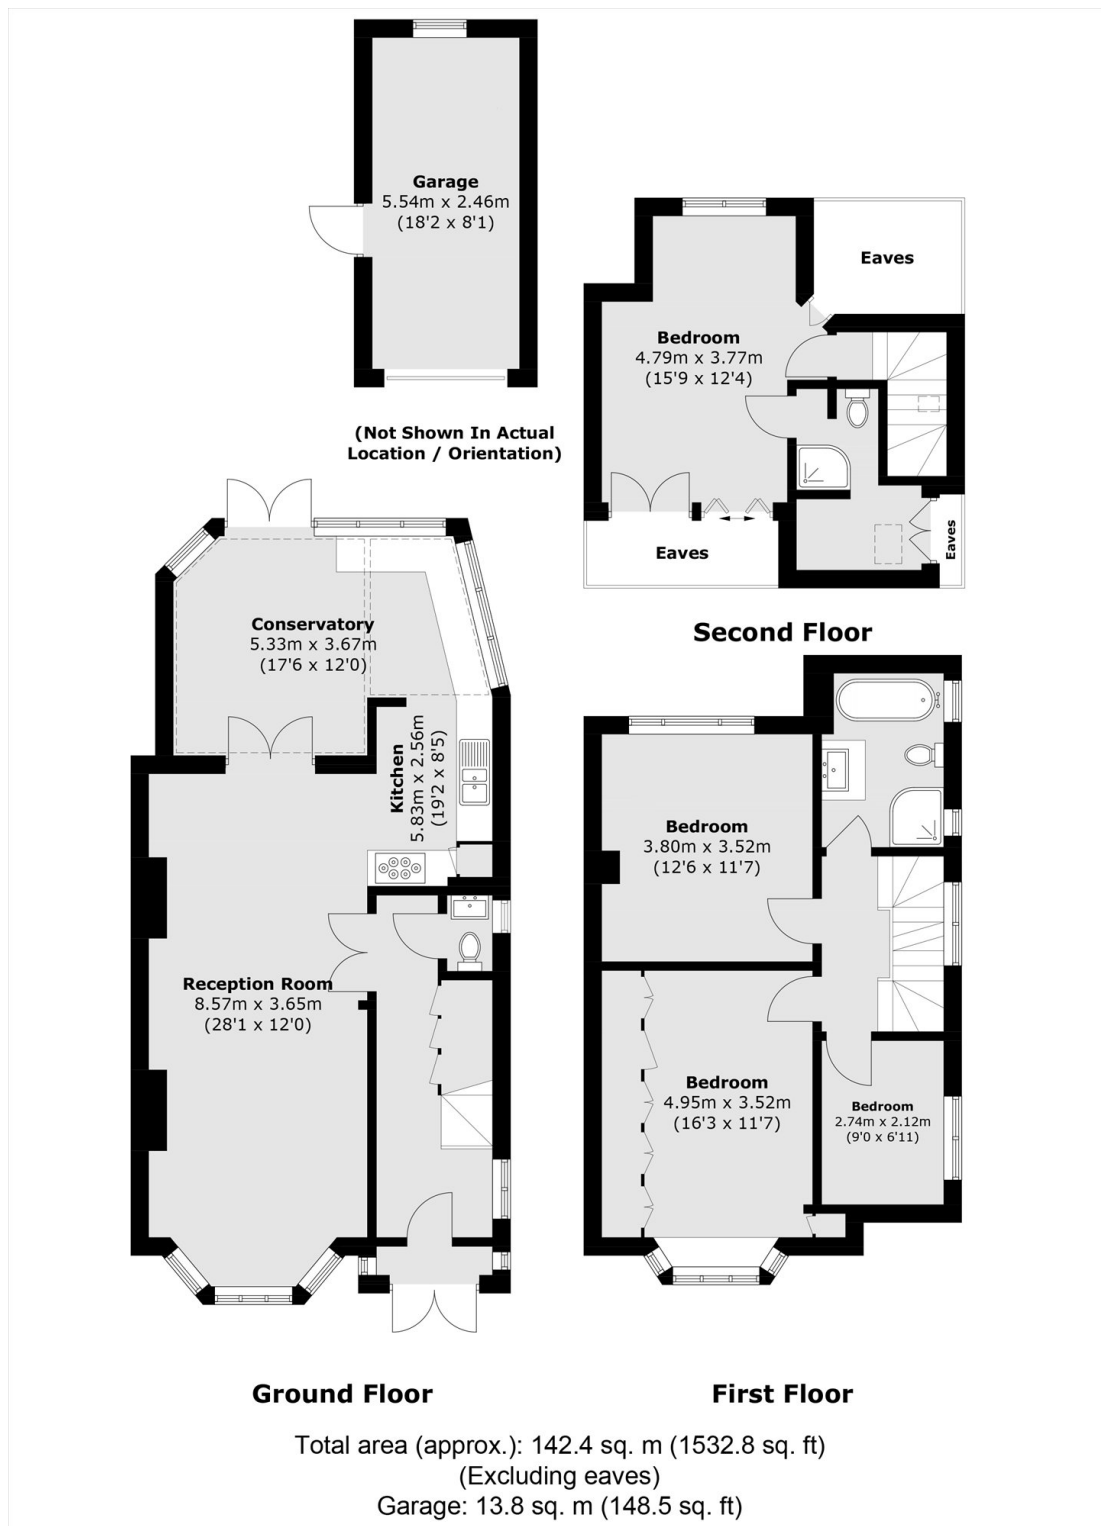 Garage
5.54m x 2.46m
(18'2 x 8'1)
(Not Shown In Actual
Location / Orientation)
Eaves
Bedroom
4.79m x 3.77m
(15'9 x 12'4)
Eaves
Eaves
Second Floor
Conservatory
5.33m x 3.67m
(17'6 x 12'0)
Kitchen
5.83m x 2.56m
(19'2 x 8'5)
Reception Room
8.57m x 3.65m
(28'1 x 12'0)
Bedroom
3.80m x 3.52m
(12'6 x 11'7)
Bedroom
4.95m x 3.52m
(16'3 x 11'7)
Bedroom
2.74m x 2.12m
(9'0 x 6'11)
Ground Floor
First Floor
Total area (approx.): 142.4 sq. m (1532.8 sq. ft)
(Excluding eaves)
Garage: 13.8 sq. m (148.5 sq. ft)